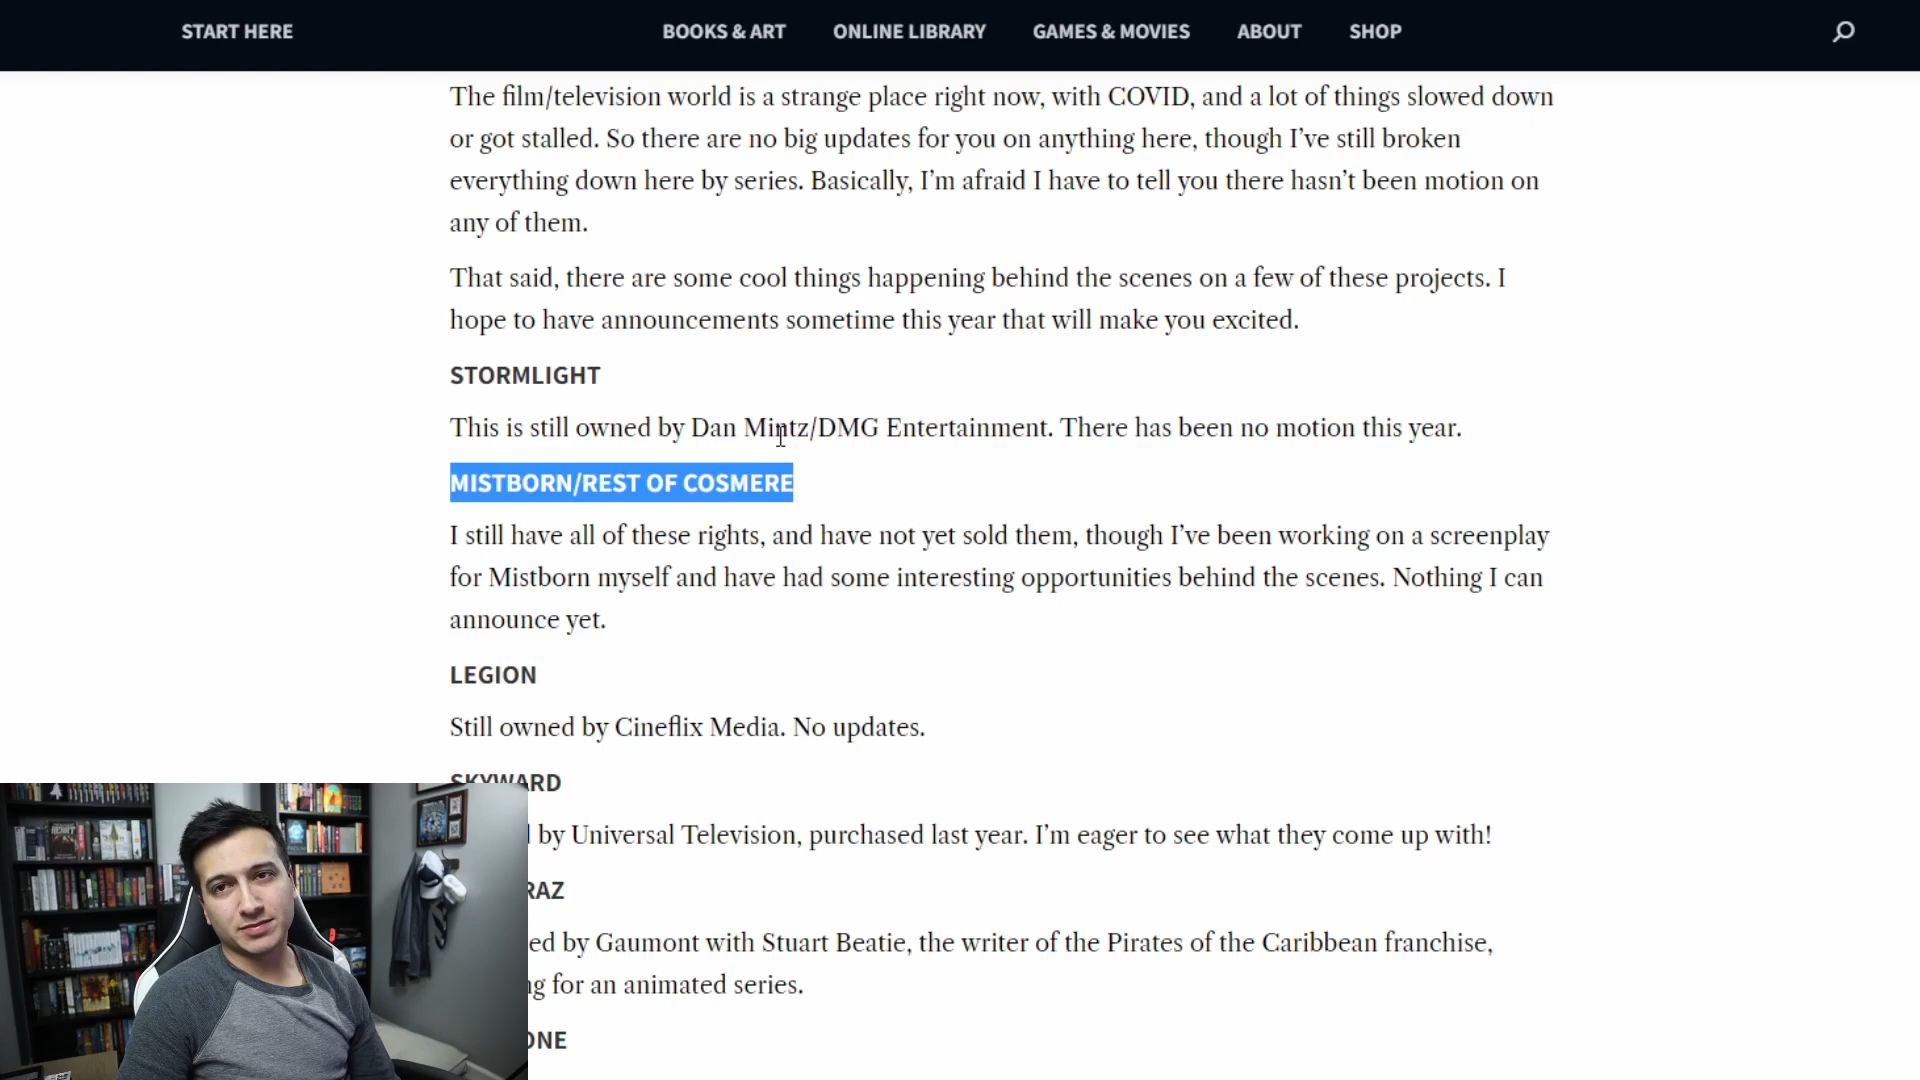 START HERE
BOOKS & ART
ONLINE LIBRARY
GAMES & MOVIES
ABOUT
SHOP
The film/television world is a strange place right now, with COVID, and a lot of things slowed down
or got stalled. So there are no big updates for you on anything here, though I've still broken
everything down here by series. Basically, I'm afraid I have to tell you there hasn't been motion on
any of them.
That said, there are some cool things happening behind the scenes on a few of these projects. I
hope to have announcements sometime this year that will make you excited.
STORMLIGHT
This is still owned by Dan Mintz/DMG Entertainment. There has been no motion this year.
MISTBORN/REST OF COSMERE
I still have all of these rights, and have not yet sold them, though I've been working on a screenplay
for Mistborn myself and have had some interesting opportunities behind the scenes. Nothing I can
announce yet.
LEGION
Still owned by Cineflix Media. No updates.
SKYWARD
by Universal Television, purchased last year. I'm eager to see what they come up with!
RAZ
ed by Gaumont with Stuart Beatie, the writer of the Pirates of the Caribbean franchise,
ng for an animated series.
ONE